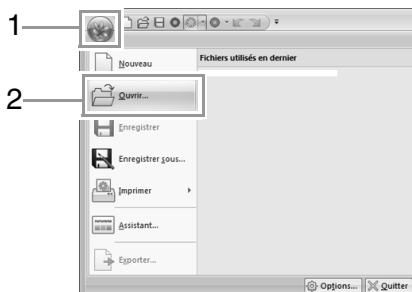 1
2
Nouveau
Fichiers utilisés en dernier
Ouvrir...
Enregistrer
Enregistrer sous...
Imprimer
Assistant...
Exporter...
Options... Quitter